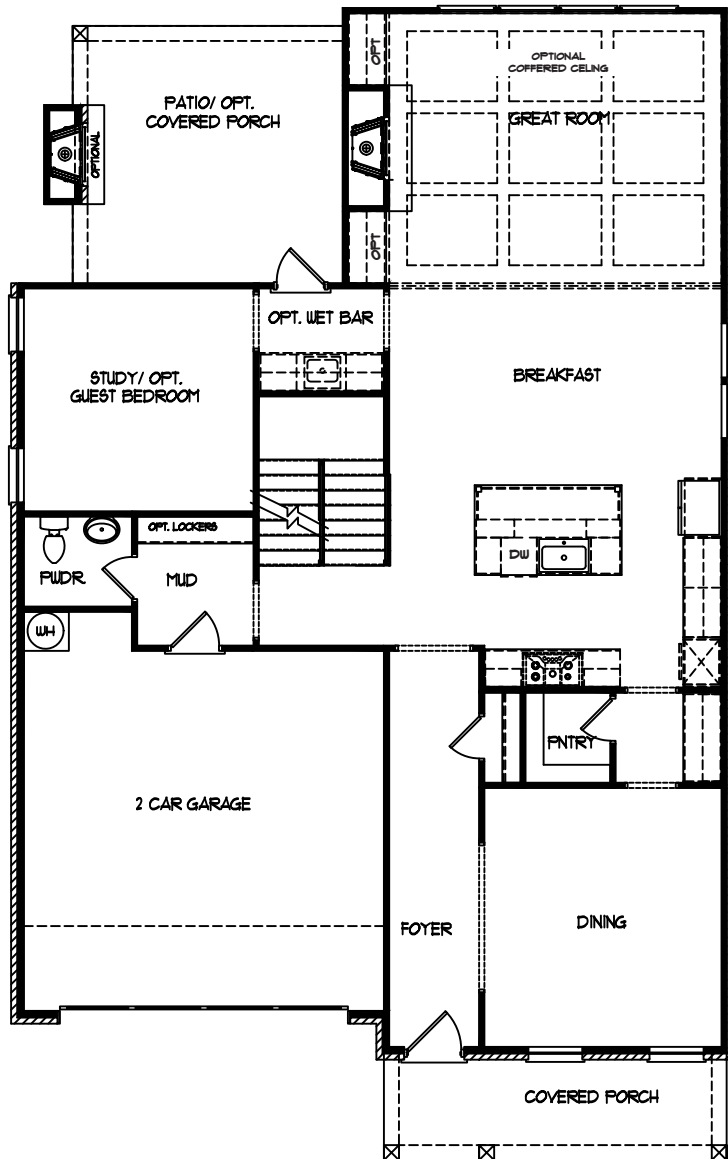 OPT
OPTIONAL
COFFERED CELING
PATIO/ OPT.
COVERED PORCH
GREAT ROOM
OPTIONAL
OPT
OPT. WET BAR
STUDY/ OPT.
GUEST BEDROOM
BREAKFAST
OPT. LOCKERS
DW
PWDR
MUD
WH
PNTRY
2 CAR GARAGE
FOYER
DINING
COVERED PORCH